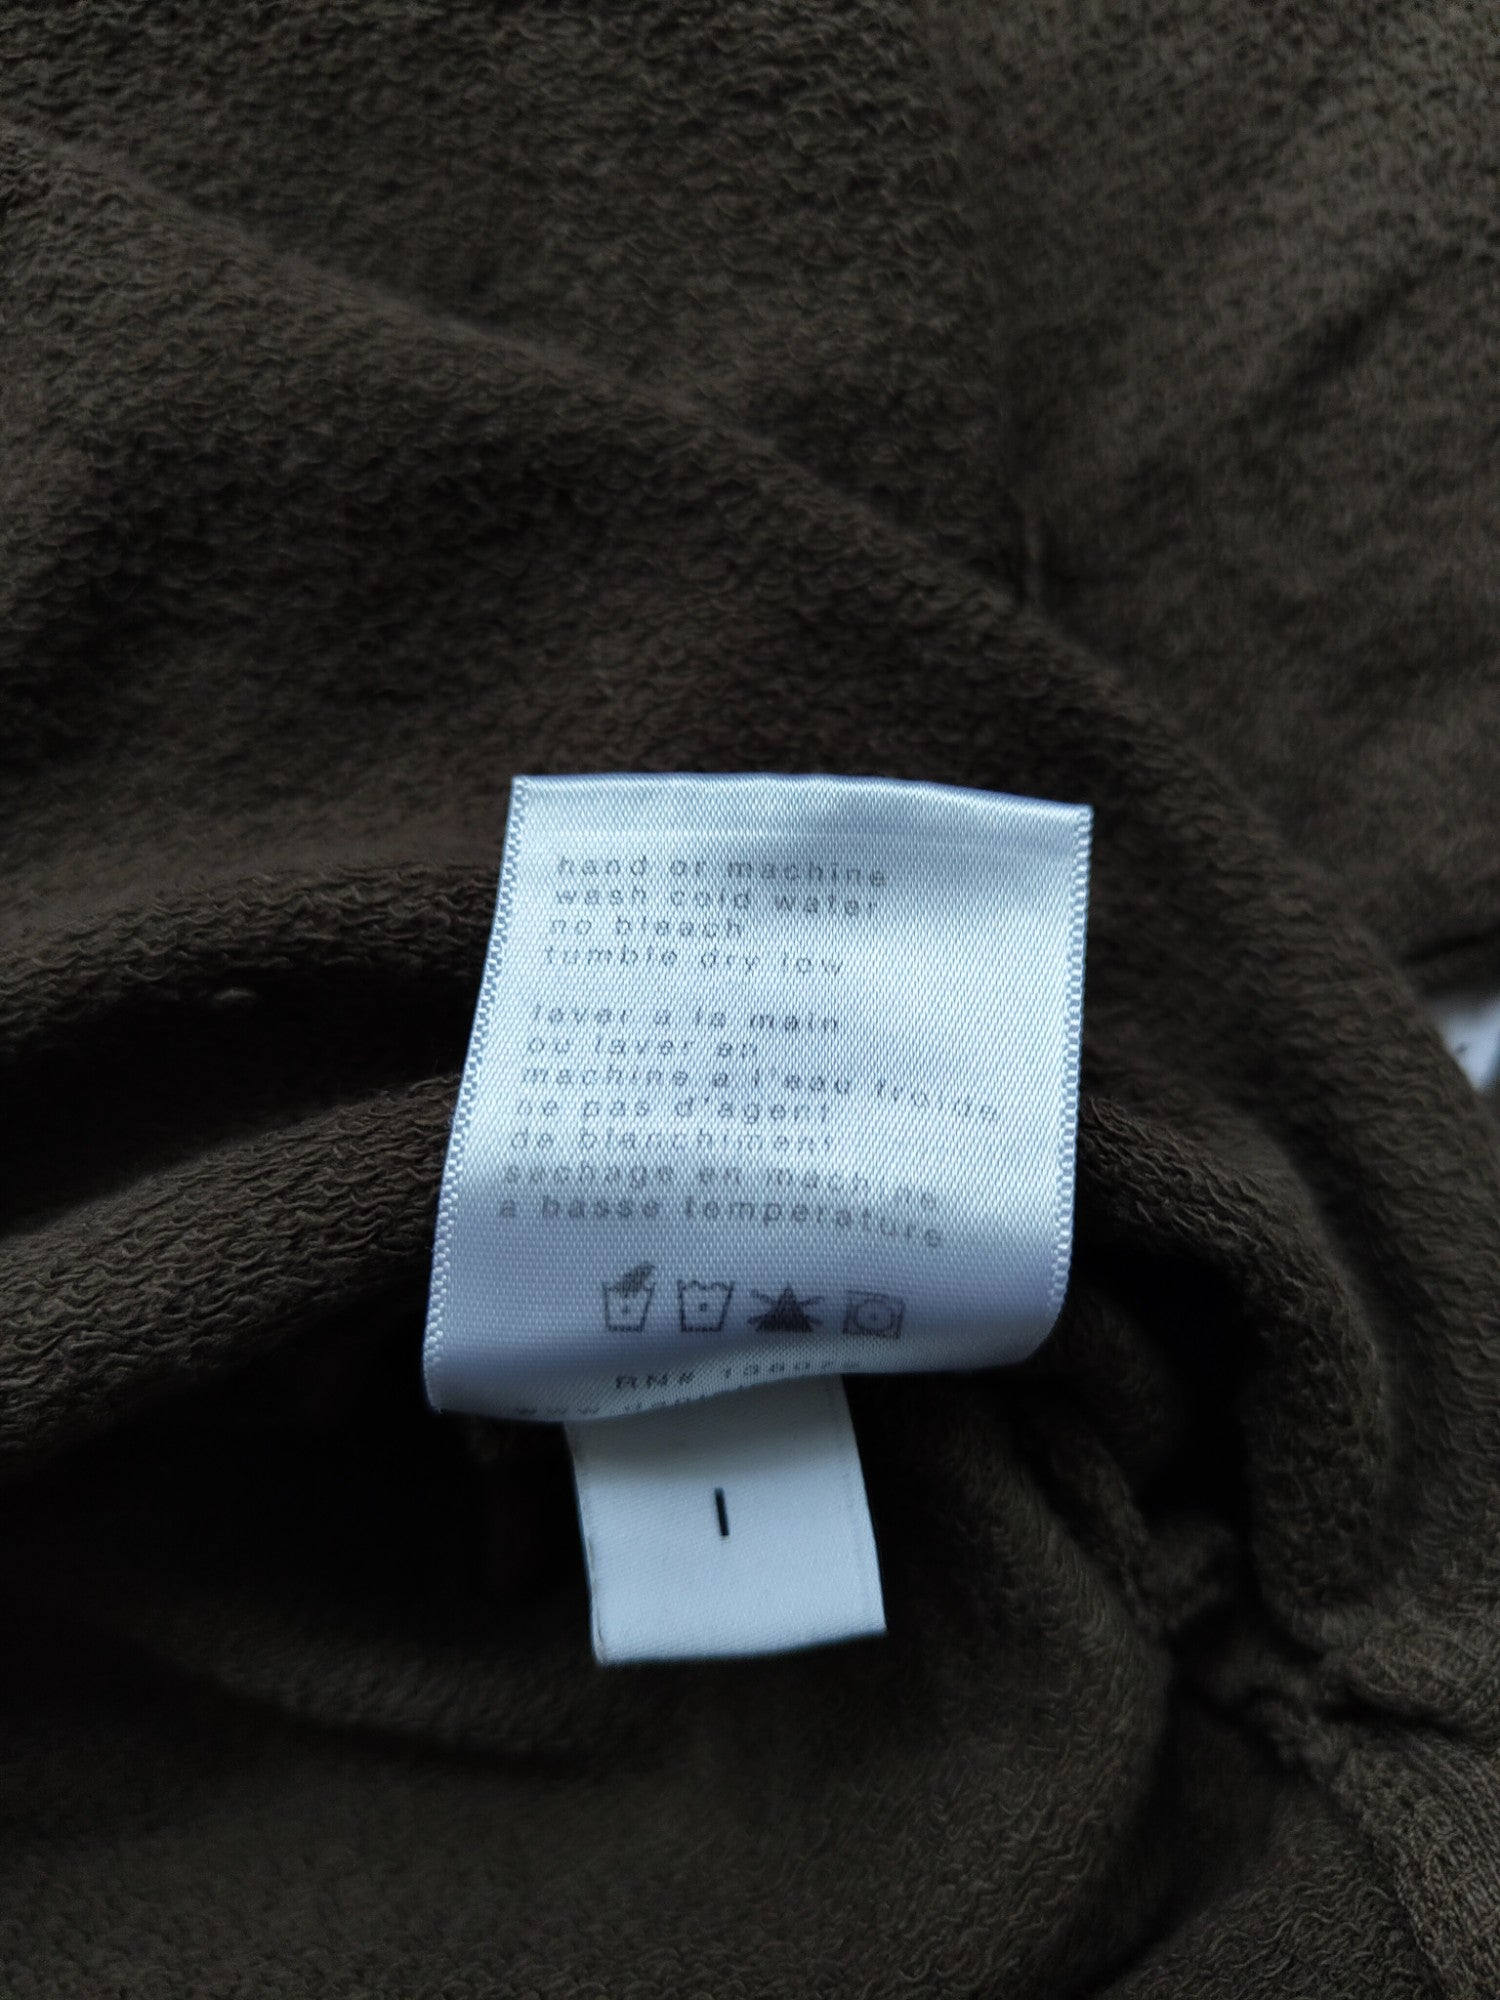 hand or machine
wash cold water
no bleach
tumble dry low
laver a la main
ou laver en
machine a l'eau froide
ne pas d'agent
de blanchiment
sechage en machine
a basse temperature
RN#
I